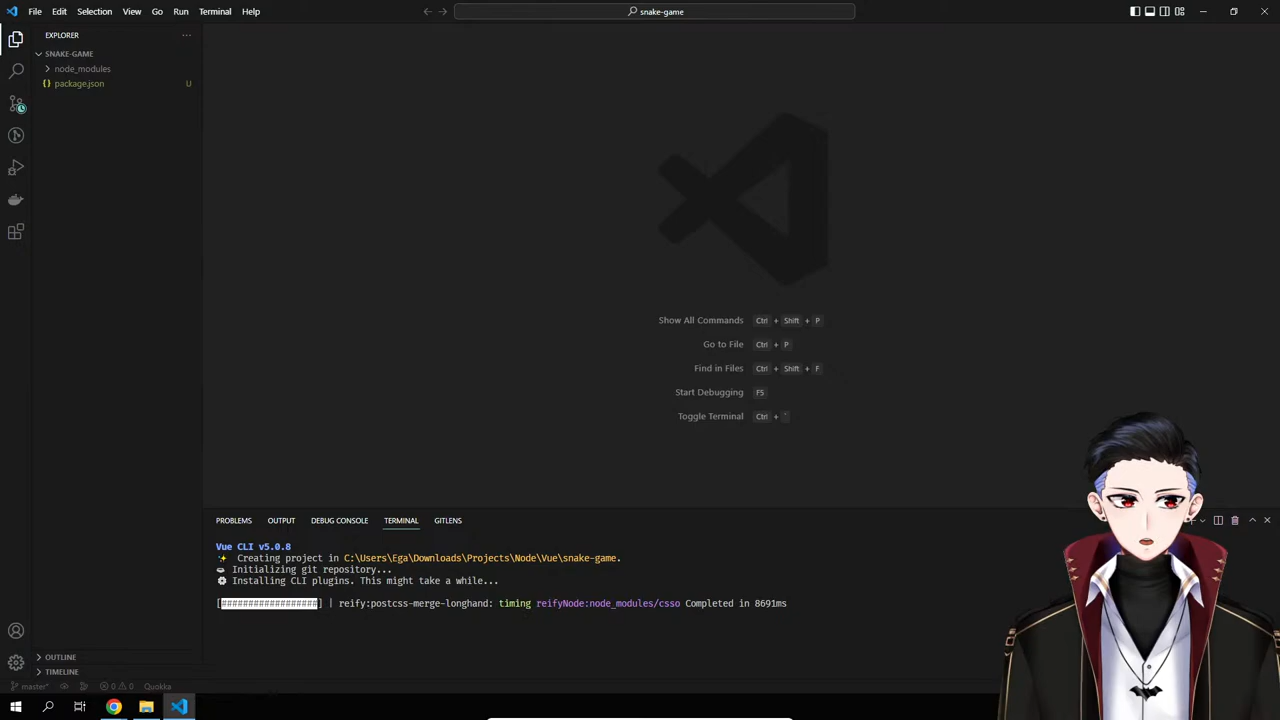 File Edit Selection View Go Run Terminal Help
snake-game
EXPLORER
SNAKE-GAME
node_modules
{} package.json U
Show All Commands Ctrl + Shift + P
Go to File Ctrl + P
Find in Files Ctrl + Shift + F
Start Debugging F5
Toggle Terminal Ctrl + `
PROBLEMS OUTPUT DEBUG CONSOLE TERMINAL GITLENS
Vue CLI v5.0.8
✨ Creating project in C:\Users\Ega\Downloads\Projects\Node\Vue\snake-game.
Initializing git repository...
Installing CLI plugins. This might take a while...
[##################] | reify:postcss-merge-longhand: timing reifyNode:node_modules/csso Completed in 8691ms
OUTLINE
TIMELINE
master* 0 0 Quokka